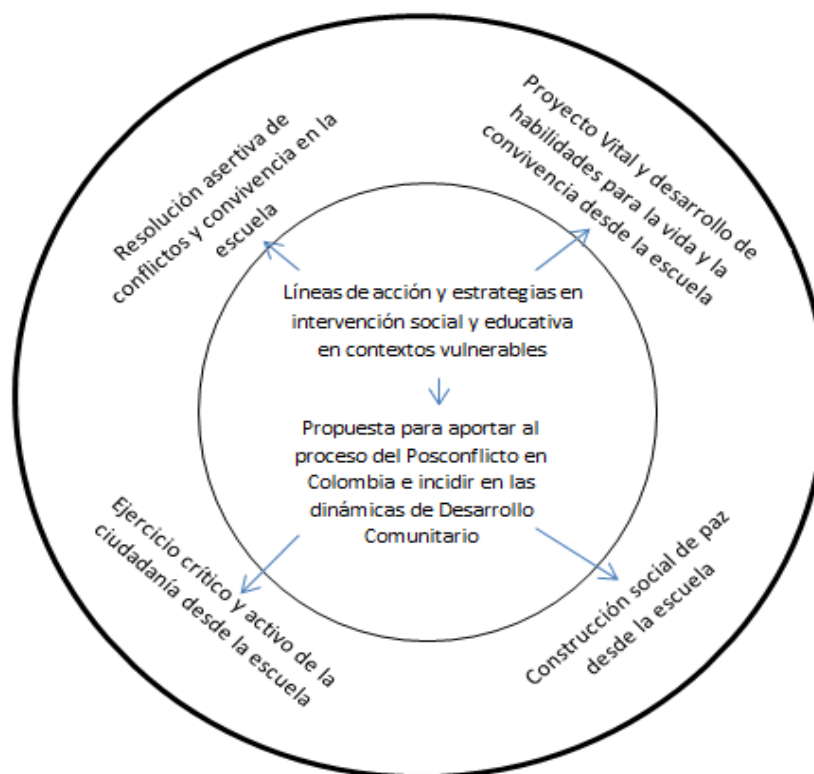 Resolución asertiva de
conflictos y convivencia en la
escuela
Proyecto Vital y desarrollo de
habilidades para la vida y la
convivencia desde la escuela
Líneas de acción y estrategias en
intervención social y educativa
en contextos vulnerables
Propuesta para aportar al
proceso del Posconflicto en
Colombia e incidir en las
dinámicas de Desarrollo
Comunitario
Ejercicio crítico y activo de la
ciudadanía desde la escuela
Construcción social de paz
desde la escuela